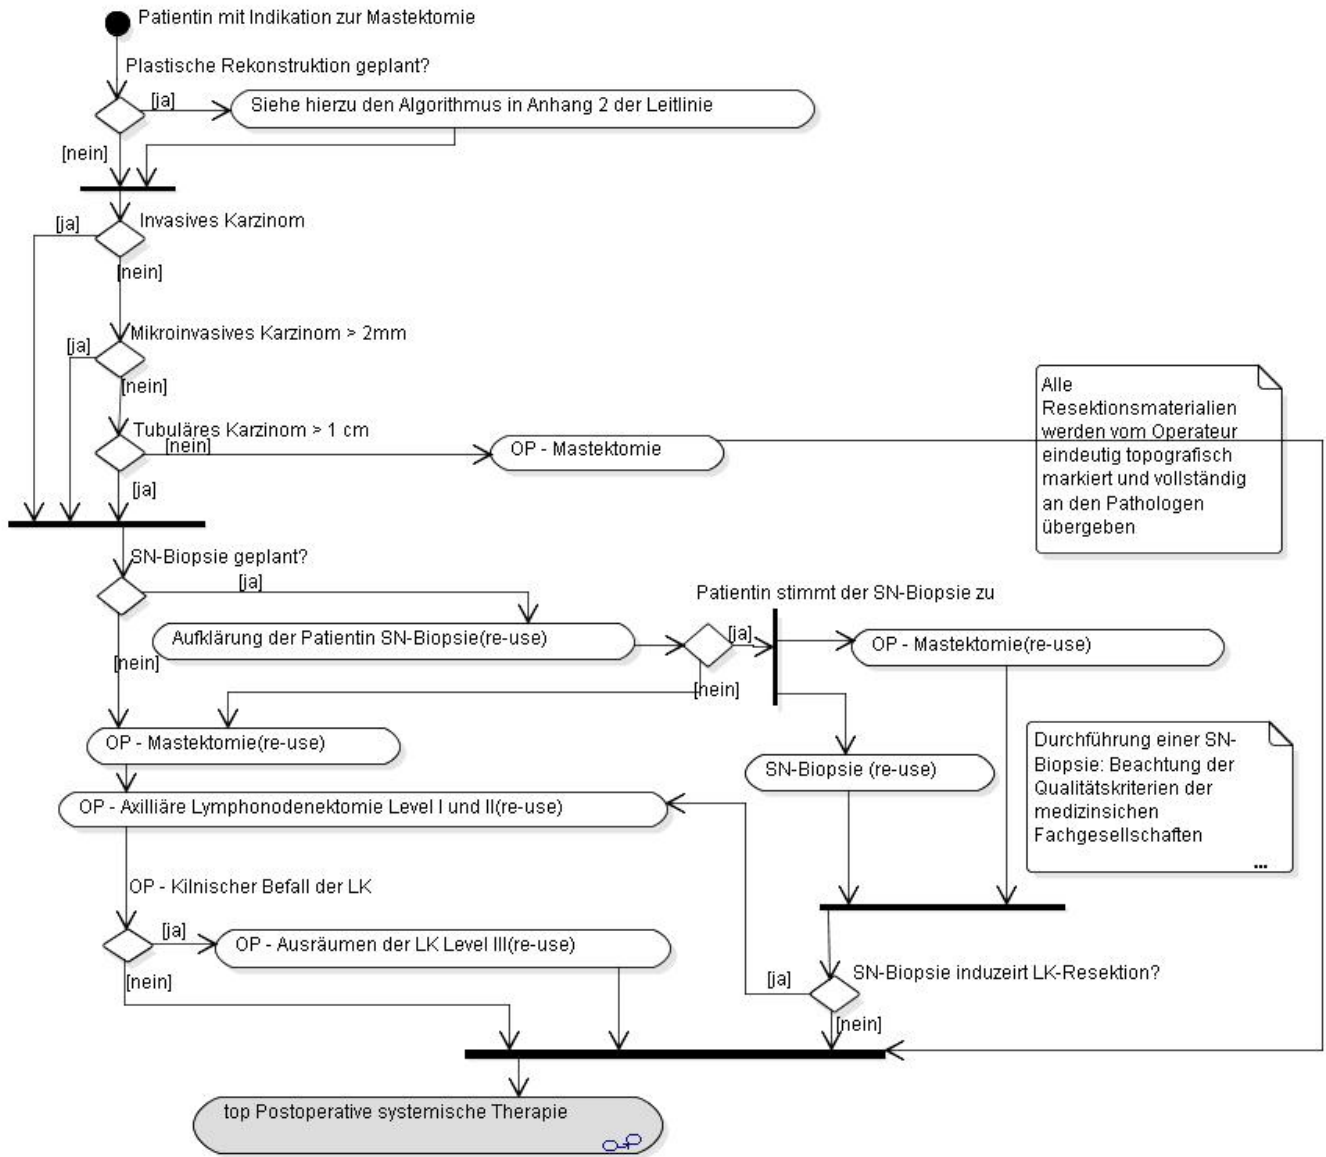 Patientin mit Indikation zur Mastektomie
Plastische Rekonstruktion geplant?
[ja]
Siehe hierzu den Algorithmus in Anhang 2 der Leitlinie
[nein]
[ja]
Invasives Karzinom
[nein]
Mikroinvasives Karzinom > 2mm
[ja]
[nein]
Tubuläres Karzinom > 1 cm
[nein]
OP - Mastektomie
[ja]
Alle
Resektionsmaterialien
werden vom Operateur
eindeutig topografisch
markiert und vollständig
an den Pathologen
übergeben
SN-Biopsie geplant?
[ja]
Patientin stimmt der SN-Biopsie zu
Aufklärung der Patientin SN-Biopsie(re-use)
[ja]
OP - Mastektomie(re-use)
[nein]
[nein]
OP - Mastektomie(re-use)
SN-Biopsie (re-use)
Durchführung einer SN-
Biopsie: Beachtung der
Qualitätskriterien der
medizinsichen
Fachgesellschaften
...
OP - Axilliäre Lymphonodenektomie Level I und II(re-use)
OP - Kilnischer Befall der LK
[ja]
OP - Ausräumen der LK Level III(re-use)
[nein]
SN-Biopsie induzeirt LK-Resektion?
[ja]
[nein]
top Postoperative systemische Therapie